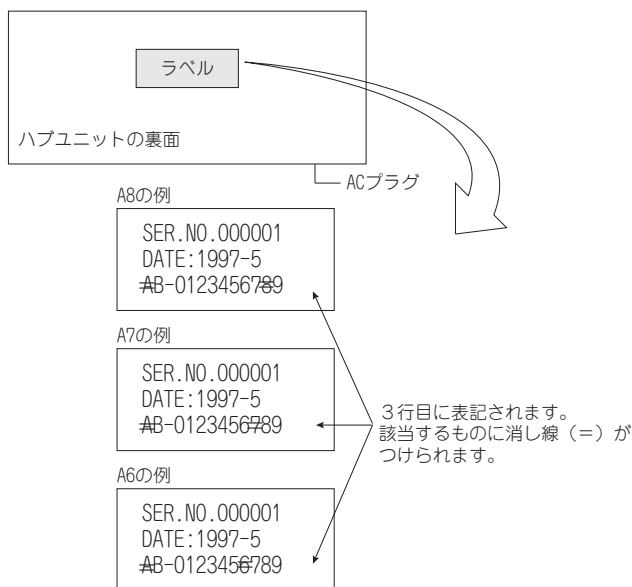 ラベル
ハブユニットの裏面
ACプラグ
A8の例
SER.NO.000001
DATE:1997-5
AB-0123456789
A7の例
SER.NO.000001
DATE:1997-5
AB-0123456789
3行目に表記されます。
該当するものに消し線（=）が
つけられます。
A6の例
SER.NO.000001
DATE:1997-5
AB-0123456789